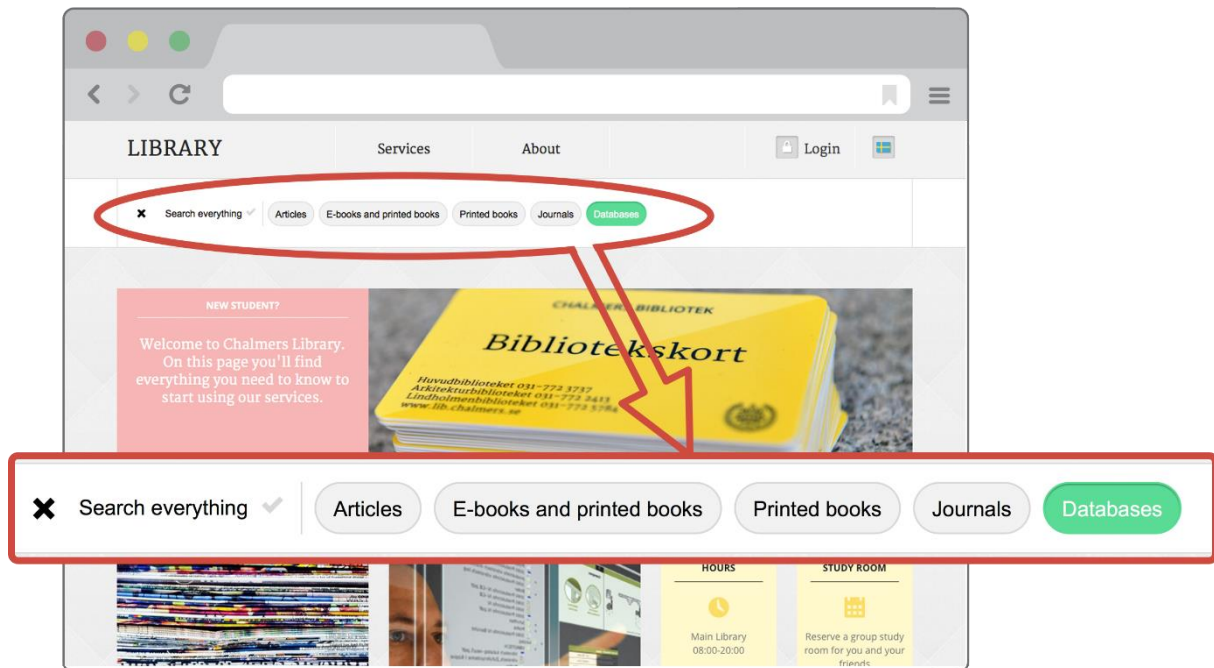 LIBRARY Services About Login
Search everything Articles E-books and printed books Printed books Journals Databases
NEW STUDENT?
Welcome to Chalmers Library.
On this page you'll find
everything you need to know to
start using our services.
CHALMERS BIBLIOTEK
Bibliotekskort
Huvudbiblioteket 031-772 3737
Arkitekturbiblioteket 031-772 2413
Lindholmenbiblioteket 031-772 3784
www.lib.chalmers.se
Search everything Articles E-books and printed books Printed books Journals Databases
HOURS
Main Library
08:00-20:00
STUDY ROOM
Reserve a group study
room for you and your
friends